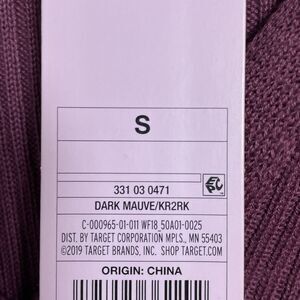 S
331 03 0471
DARK MAUVE/KR2RK
C-000965-01-011 WF18_50A01-0025
DIST. BY TARGET CORPORATION MPLS., MN 55403
©2019 TARGET BRANDS, INC. SHOP TARGET.COM
ORIGIN: CHINA